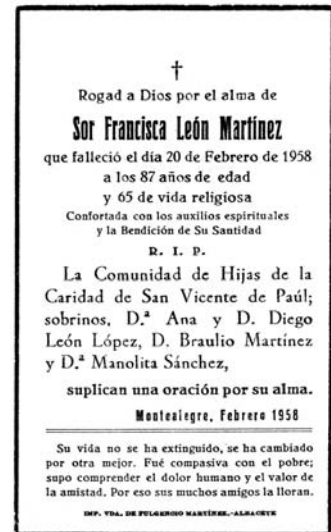 Rogad a Dios por el alma de
Sor Francisca León Martínez
que falleció el día 20 de Febrero de 1958
a los 87 años de edad
y 65 de vida religiosa
Confortada con los auxilios espirituales
y la Bendición de Su Santidad
R. I. P.
La Comunidad de Hijas de la
Caridad de San Vicente de Paúl;
sobrinos, D.ª Ana y D. Diego
León López, D. Braulio Martínez
y D.ª Manolita Sánchez,
suplican una oración por su alma.
Montealegre, Febrero 1958
Su vida no se ha extinguido, se ha cambiado
por otra mejor. Fué compasiva con el pobre;
supo comprender el dolor humano y el valor de
la amistad. Por eso sus muchos amigos la lloran.
IMP. VDA. DE FULGENCIO MARTÍNEZ.-ALBACETE